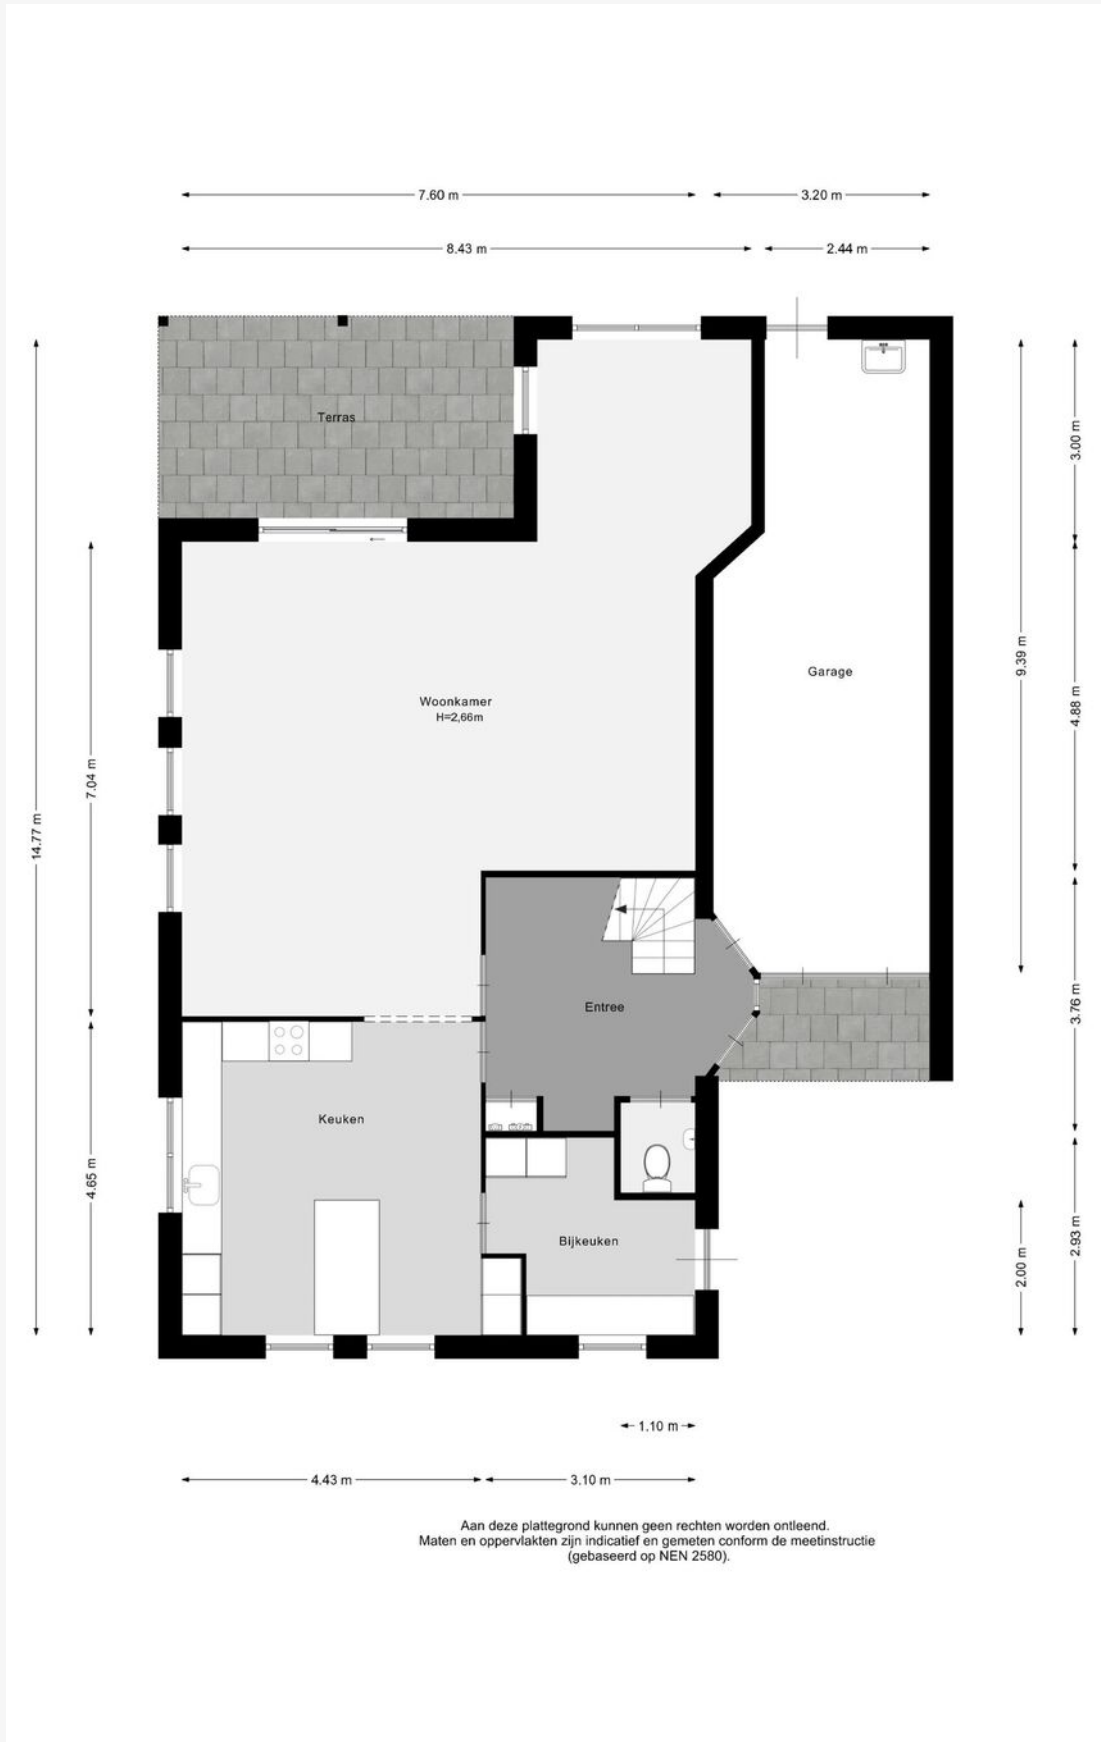 7.60 m
3.20 m
8.43 m
2.44 m
Terras
3.00 m
9.39 m
Garage
4.88 m
Woonkamer
H=2,66m
7.04 m
14.77 m
Entree
3.76 m
Keuken
4.65 m
Bijkeuken
2.93 m
2.00 m
1.10 m
4.43 m
3.10 m
Aan deze plattegrond kunnen geen rechten worden ontleend.
Maten en oppervlakten zijn indicatief en gemeten conform de meetinstructie
(gebaseerd op NEN 2580).